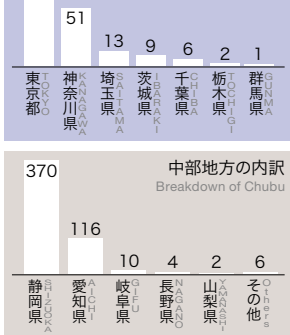 51
13
9
6
2
1
東京都
TOKYO
神奈川県
KANAGAWA
埼玉県
SAITAMA
茨城県
IBARAKI
千葉県
CHIBA
栃木県
TOCHIGI
群馬県
GUNMA
中部地方の内訳
Breakdown of Chubu
370
116
10
4
2
6
静岡県
SHIZUOKA
愛知県
AICHI
岐阜県
GIFU
長野県
NAGANO
山梨県
YAMANASHI
その他
Others